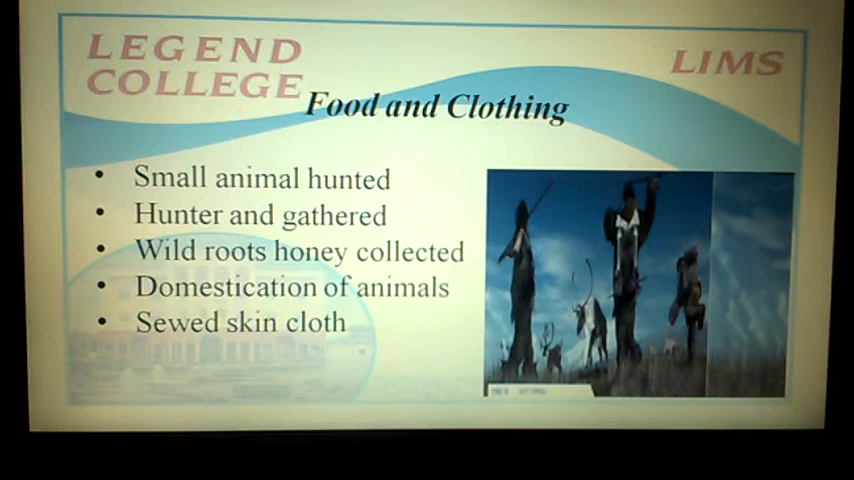 LEGEND
COLLEGE
LIMS
Food and Clothing
• Small animal hunted
• Hunter and gathered
• Wild roots honey collected
• Domestication of animals
• Sewed skin cloth